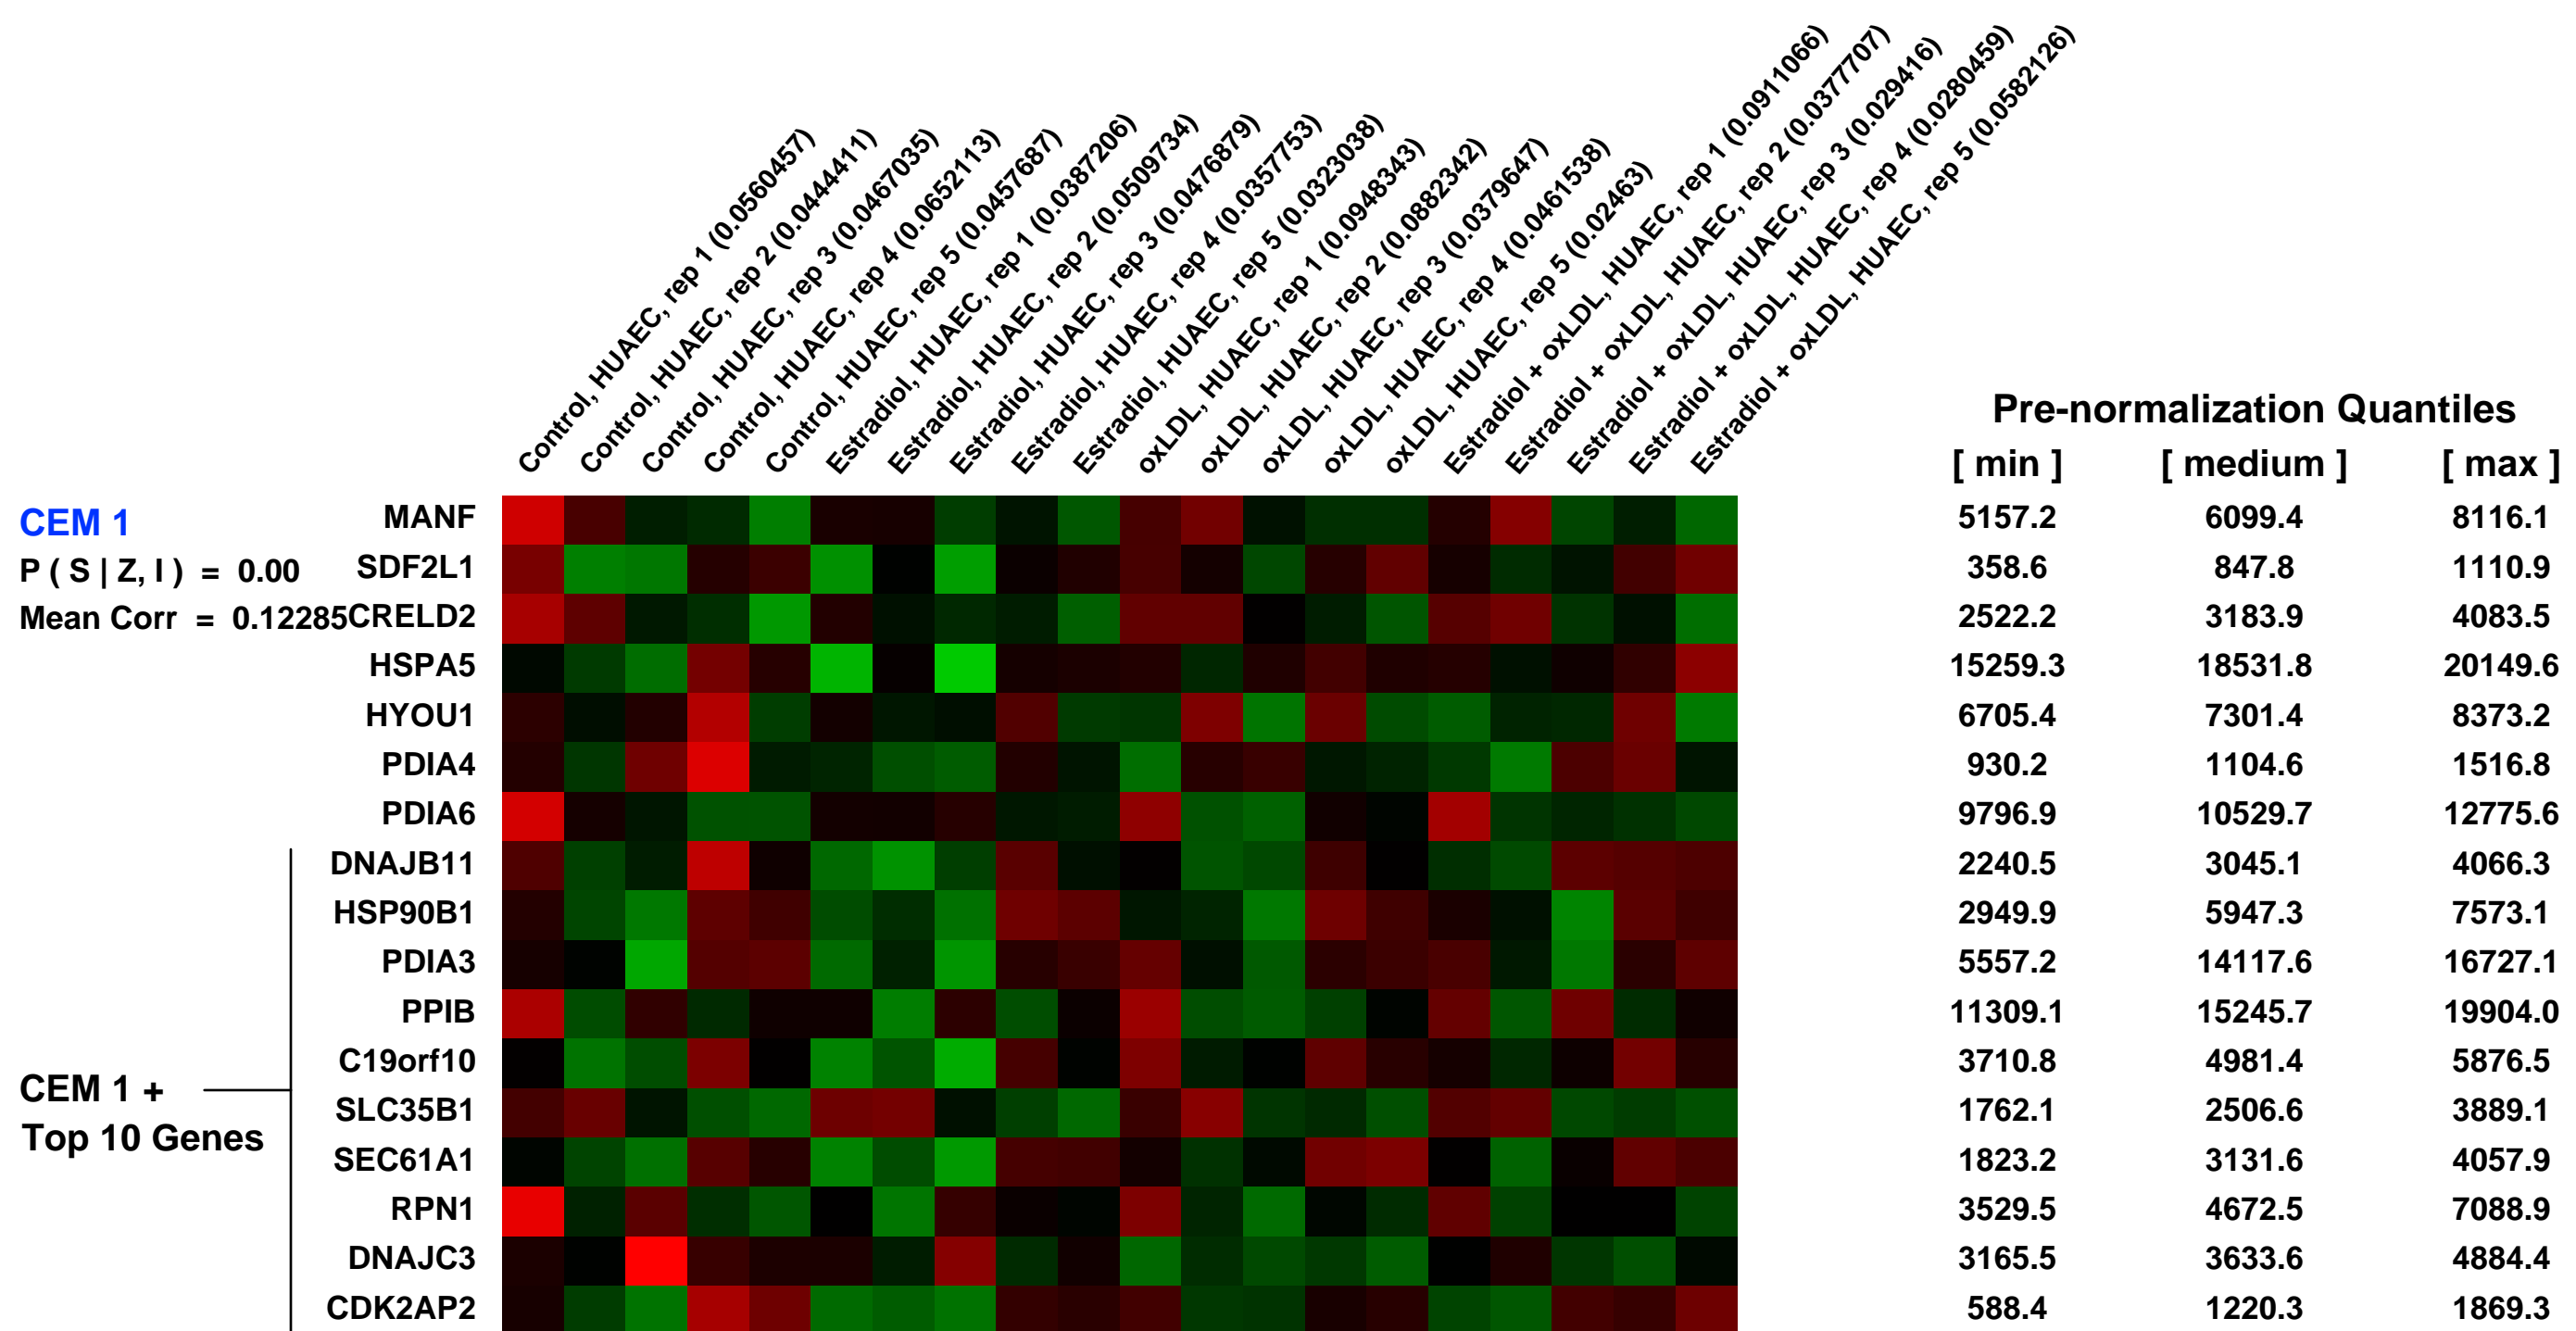 Control, HUAEC, rep 1 (0.0560457)
Control, HUAEC, rep 2 (0.0444411)
Control, HUAEC, rep 3 (0.0467035)
Control, HUAEC, rep 4 (0.0652113)
Control, HUAEC, rep 5 (0.0457687)
Estradiol, HUAEC, rep 1 (0.0387206)
Estradiol, HUAEC, rep 2 (0.0509734)
Estradiol, HUAEC, rep 3 (0.0476879)
Estradiol, HUAEC, rep 4 (0.0357753)
Estradiol, HUAEC, rep 5 (0.0323038)
oxLDL, HUAEC, rep 1 (0.0948343)
oxLDL, HUAEC, rep 2 (0.0882342)
oxLDL, HUAEC, rep 3 (0.0379647)
oxLDL, HUAEC, rep 4 (0.0461538)
oxLDL, HUAEC, rep 5 (0.02463)
Estradiol + oxLDL, HUAEC, rep 1 (0.0911066)
Estradiol + oxLDL, HUAEC, rep 2 (0.0377707)
Estradiol + oxLDL, HUAEC, rep 3 (0.029416)
Estradiol + oxLDL, HUAEC, rep 4 (0.0280459)
Estradiol + oxLDL, HUAEC, rep 5 (0.0582126)
Pre-normalization Quantiles
[ min ] [ medium ] [ max ]
CEM 1 MANF 5157.2 6099.4 8116.1
P ( S | Z, I ) = 0.00 SDF2L1 358.6 847.8 1110.9
Mean Corr = 0.12285 CRELD2 2522.2 3183.9 4083.5
HSPA5 15259.3 18531.8 20149.6
HYOU1 6705.4 7301.4 8373.2
PDIA4 930.2 1104.6 1516.8
PDIA6 9796.9 10529.7 12775.6
DNAJB11 2240.5 3045.1 4066.3
HSP90B1 2949.9 5947.3 7573.1
PDIA3 5557.2 14117.6 16727.1
PPIB 11309.1 15245.7 19904.0
C19orf10 3710.8 4981.4 5876.5
CEM 1 +
SLC35B1 1762.1 2506.6 3889.1
Top 10 Genes
SEC61A1 1823.2 3131.6 4057.9
RPN1 3529.5 4672.5 7088.9
DNAJC3 3165.5 3633.6 4884.4
CDK2AP2 588.4 1220.3 1869.3